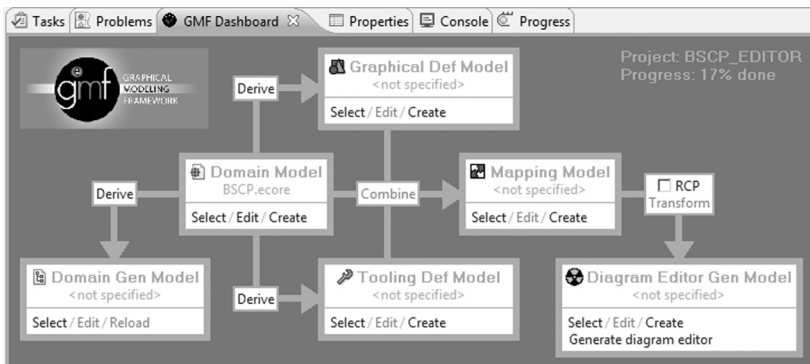 Tasks Problems GMF Dashboard Properties Console Progress
gmf GRAPHICAL MODELING FRAMEWORK
Project: BSCP_EDITOR
Progress: 17% done
Derive
Graphical Def Model
<not specified>
Select / Edit / Create
Derive
Domain Model
BSCP.ecore
Select / Edit / Create
Combine
Mapping Model
<not specified>
Select / Edit / Create
RCP
Transform
Domain Gen Model
<not specified>
Select / Edit / Reload
Derive
Tooling Def Model
<not specified>
Select / Edit / Create
Diagram Editor Gen Model
<not specified>
Select / Edit / Create
Generate diagram editor